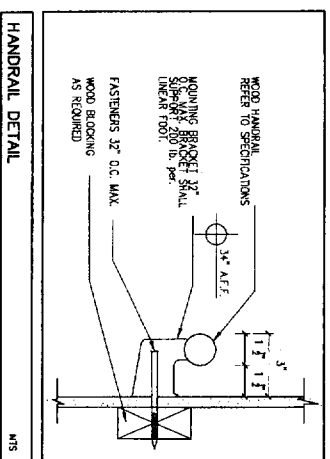 WOOD HANDRAIL
REFER TO SPECIFICATIONS
MOUNTING BRACKET 32"
O.C. MAX BRACKET SHALL
SUPPORT 200 lb. per.
LINEAR FOOT.
FASTENERS 32" O.C. MAX.
WOOD BLOCKING
AS REQUIRED
34" A.F.F.
3"
1 1/2" 1 1/2"
HANDRAIL DETAIL
NTS